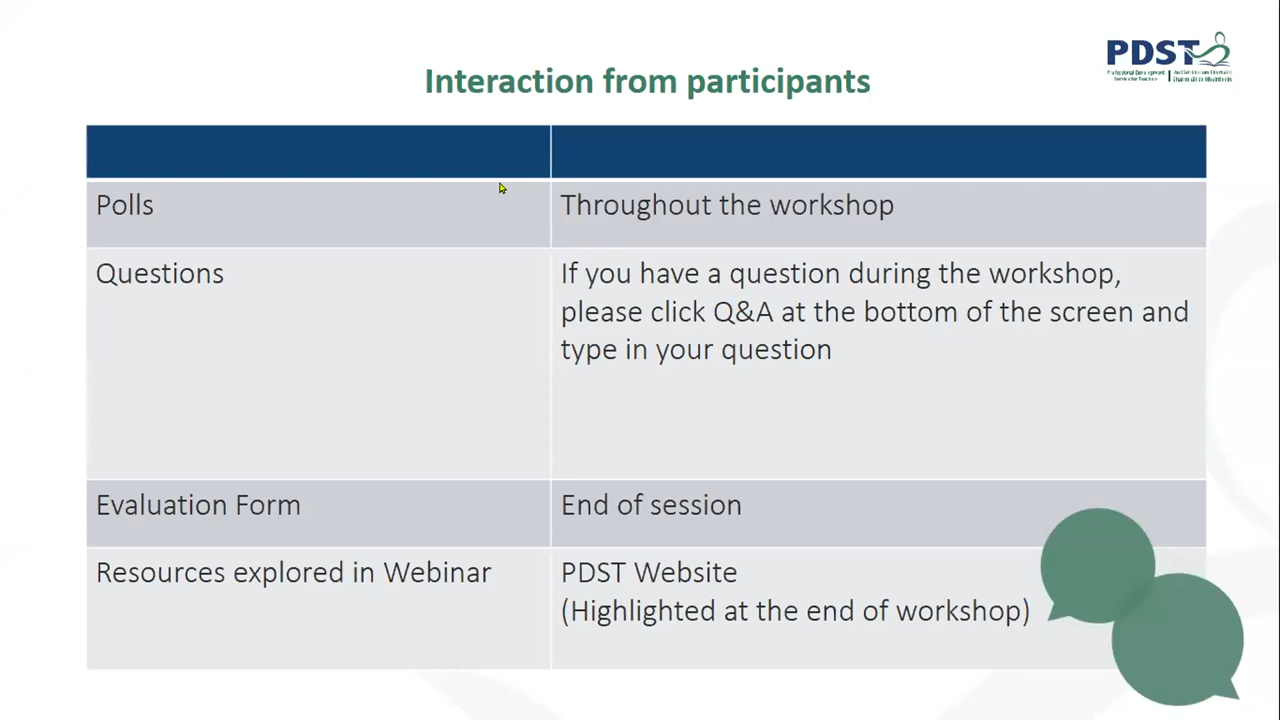 PDST
Interaction from participants
Polls
Throughout the workshop
Questions
If you have a question during the workshop,
please click Q&A at the bottom of the screen and
type in your question
Evaluation Form
End of session
Resources explored in Webinar
PDST Website
(Highlighted at the end of workshop)